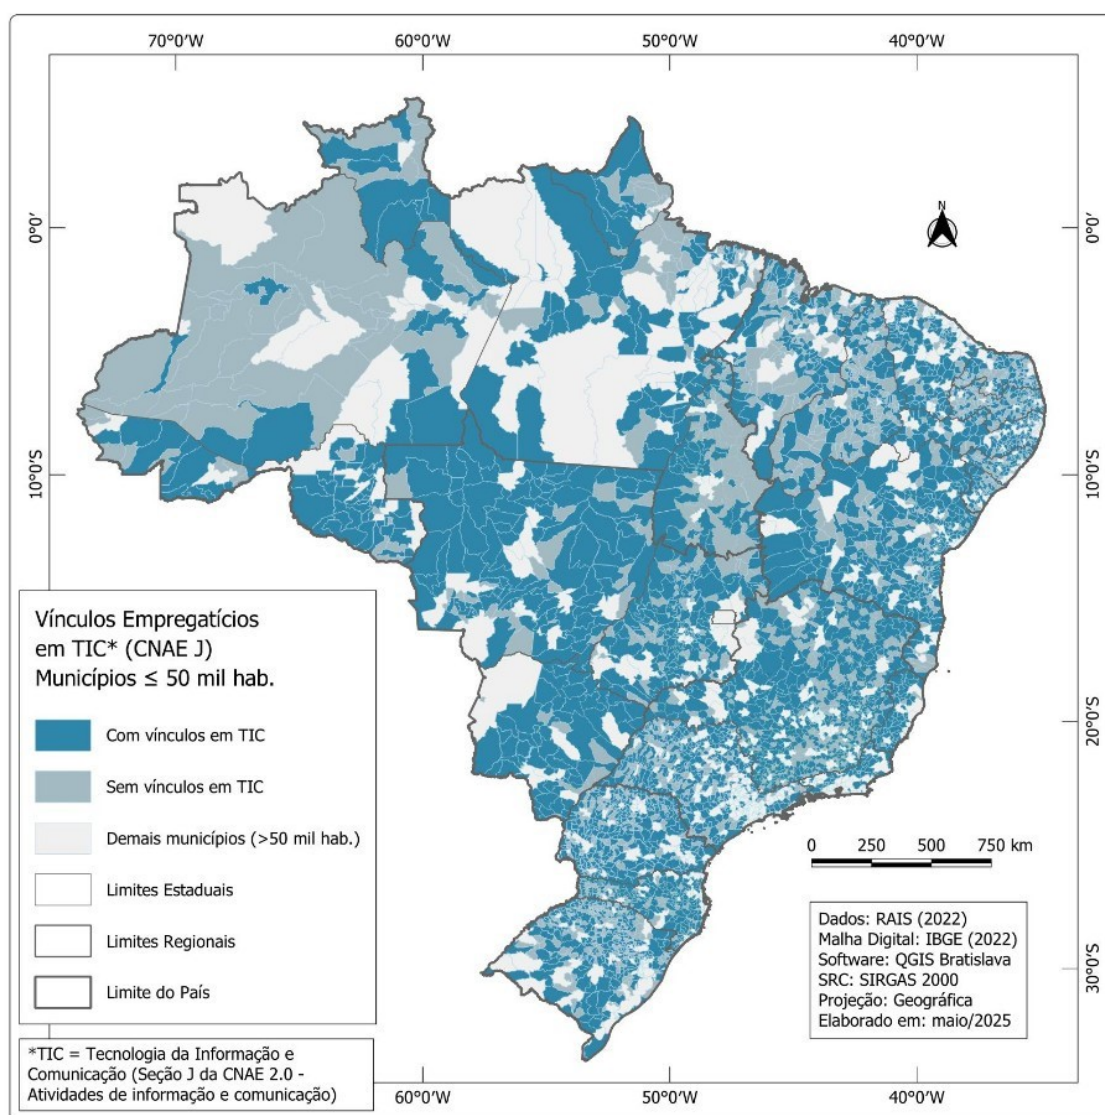 70°0'W 60°0'W 50°0'W 40°0'W
N
0°0'
0°0'
10°0'S
10°0'S
20°0'S
30°0'S
Vínculos Empregatícios
em TIC* (CNAE J)
Municípios ≤ 50 mil hab.
Com vínculos em TIC
Sem vínculos em TIC
Demais municípios (>50 mil hab.)
Limites Estaduais
Limites Regionais
Limite do País
*TIC = Tecnologia da Informação e
Comunicação (Seção J da CNAE 2.0 -
Atividades de informação e comunicação)
0 250 500 750 km
Dados: RAIS (2022)
Malha Digital: IBGE (2022)
Software: QGIS Bratislava
SRC: SIRGAS 2000
Projeção: Geográfica
Elaborado em: maio/2025
60°0'W 50°0'W 40°0'W